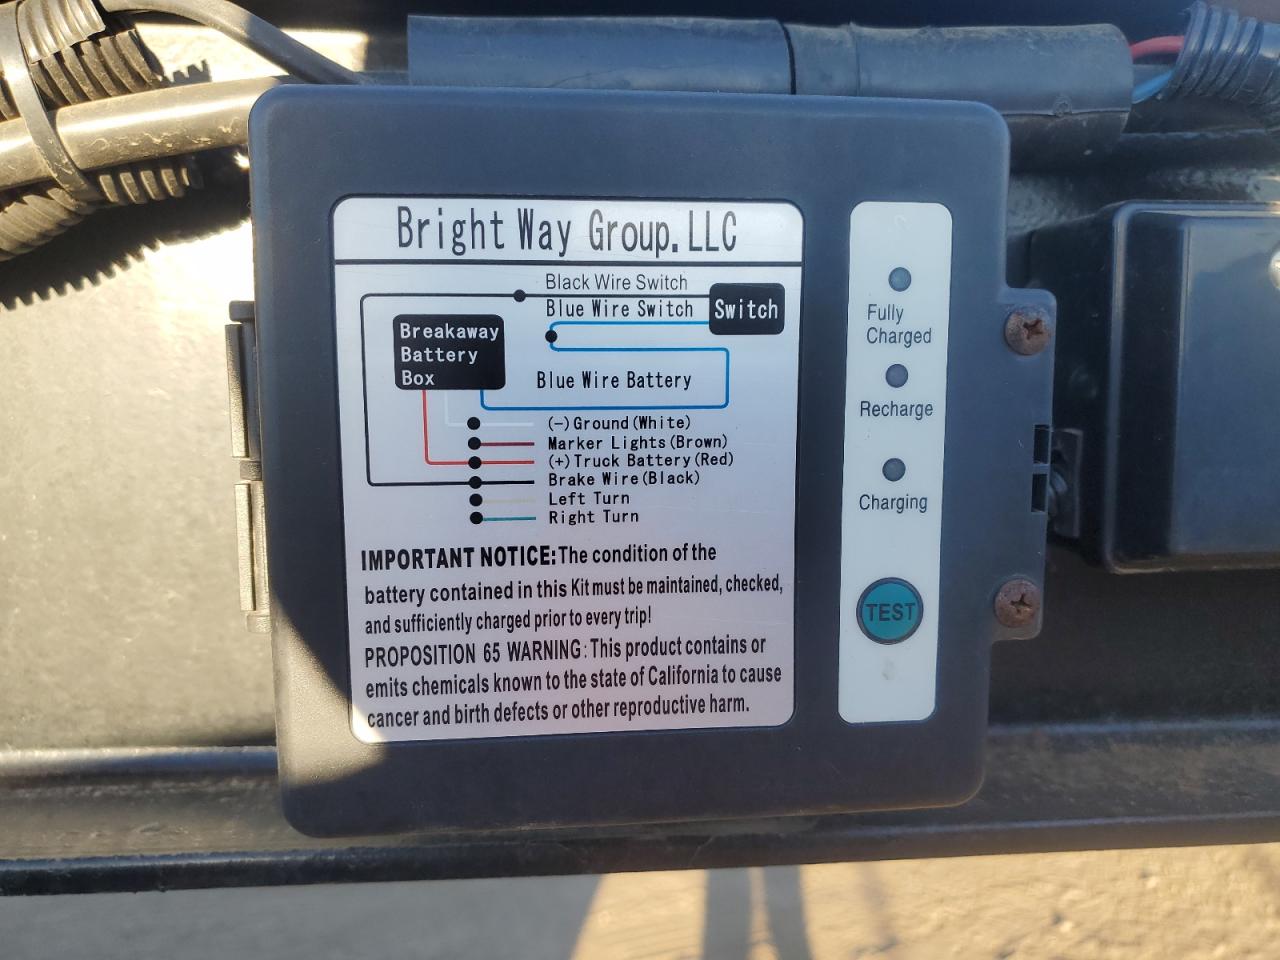 Bright Way Group. LLC
Black Wire Switch
Blue Wire Switch
Switch
Breakaway
Battery
Box
Blue Wire Battery
(-)Ground(White)
Marker Lights(Brown)
(+)Truck Battery(Red)
Brake Wire(Black)
Left Turn
Right Turn
IMPORTANT NOTICE:The condition of the
battery contained in this Kit must be maintained, checked,
and sufficiently charged prior to every trip!
PROPOSITION 65 WARNING:This product contains or
emits chemicals known to the state of California to cause
cancer and birth defects or other reproductive harm.
Fully
Charged
Recharge
Charging
TEST